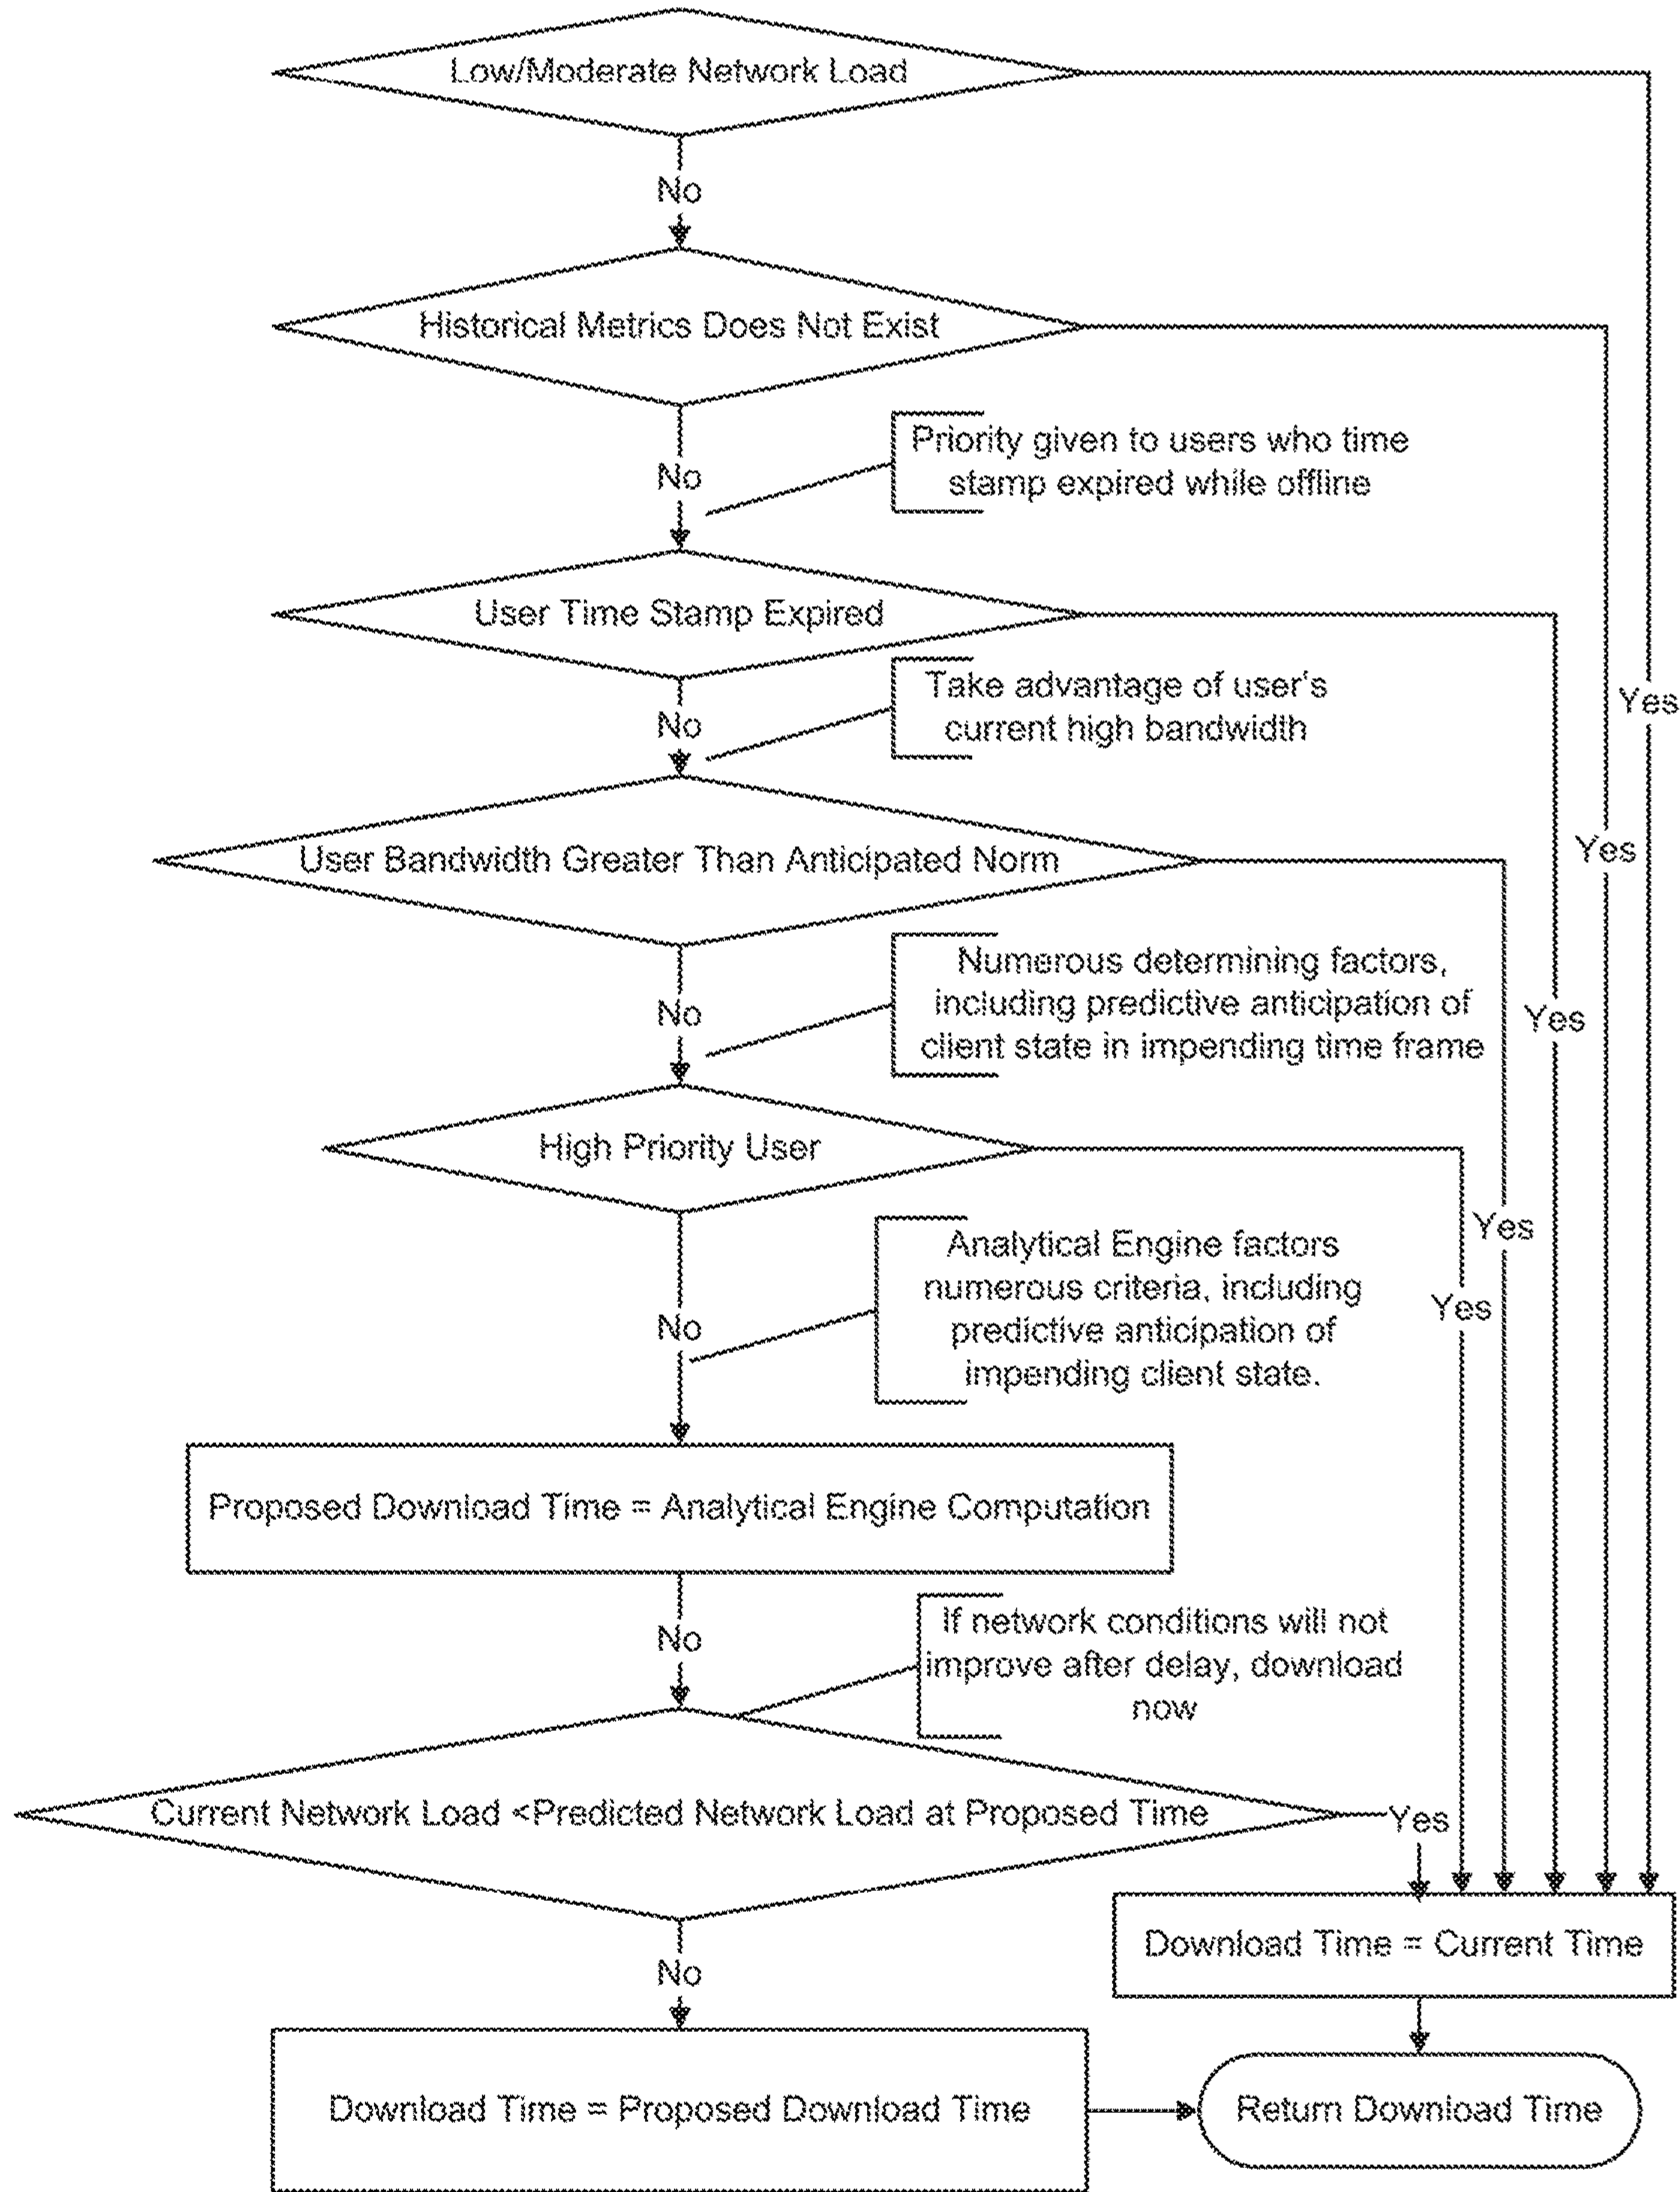 Low/Moderate Network Load
No
Historical Metrics Does Not Exist
Priority given to users who time
stamp expired while offline
No
User Time Stamp Expired
Take advantage of user's
current high bandwidth
Yes
No
Yes
User Bandwidth Greater Than Anticipated Norm
Numerous determining factors,
including predictive anticipation of
client state in impending time frame
No
Yes
High Priority User
Yes
Analytical Engine factors
numerous criteria, including
predictive anticipation of
impending client state.
Yes
No
Proposed Download Time = Analytical Engine Computation
If network conditions will not
improve after delay, download
now
No
Current Network Load <Predicted Network Load at Proposed Time
Yes
Download Time = Current Time
No
Download Time = Proposed Download Time
Return Download Time